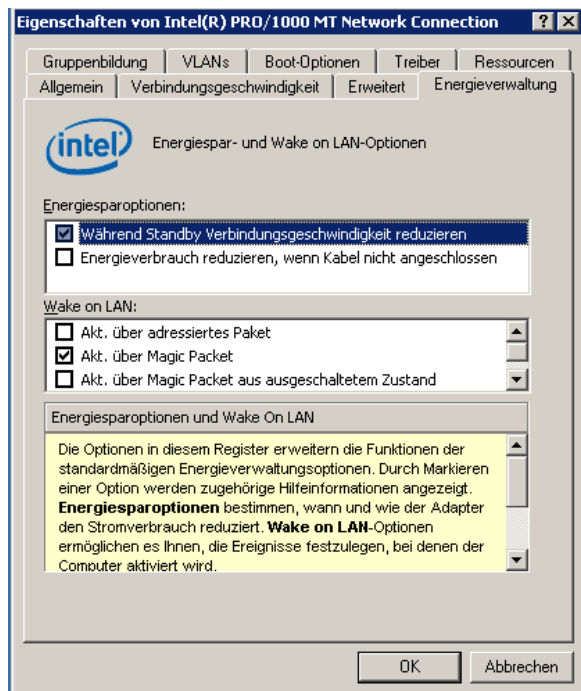 Eigenschaften von Intel(R) PRO/1000 MT Network Connection
Gruppenbildung VLANs Boot-Optionen Treiber Ressourcen
Allgemein Verbindungsgeschwindigkeit Erweitert Energieverwaltung
intel Energiespar- und Wake on LAN-Optionen
Energiesparoptionen:
Während Standby Verbindungsgeschwindigkeit reduzieren
Energieverbrauch reduzieren, wenn Kabel nicht angeschlossen
Wake on LAN:
Akt. über adressiertes Paket
Akt. über Magic Packet
Akt. über Magic Packet aus ausgeschaltetem Zustand
Energiesparoptionen und Wake On LAN
Die Optionen in diesem Register erweitern die Funktionen der
standardmäßigen Energieverwaltungsoptionen. Durch Markieren
einer Option werden zugehörige Hilfeinformationen angezeigt.
Energiesparoptionen bestimmen, wann und wie der Adapter
den Stromverbrauch reduziert. Wake on LAN-Optionen
ermöglichen es Ihnen, die Ereignisse festzulegen, bei denen der
Computer aktiviert wird.
OK Abbrechen